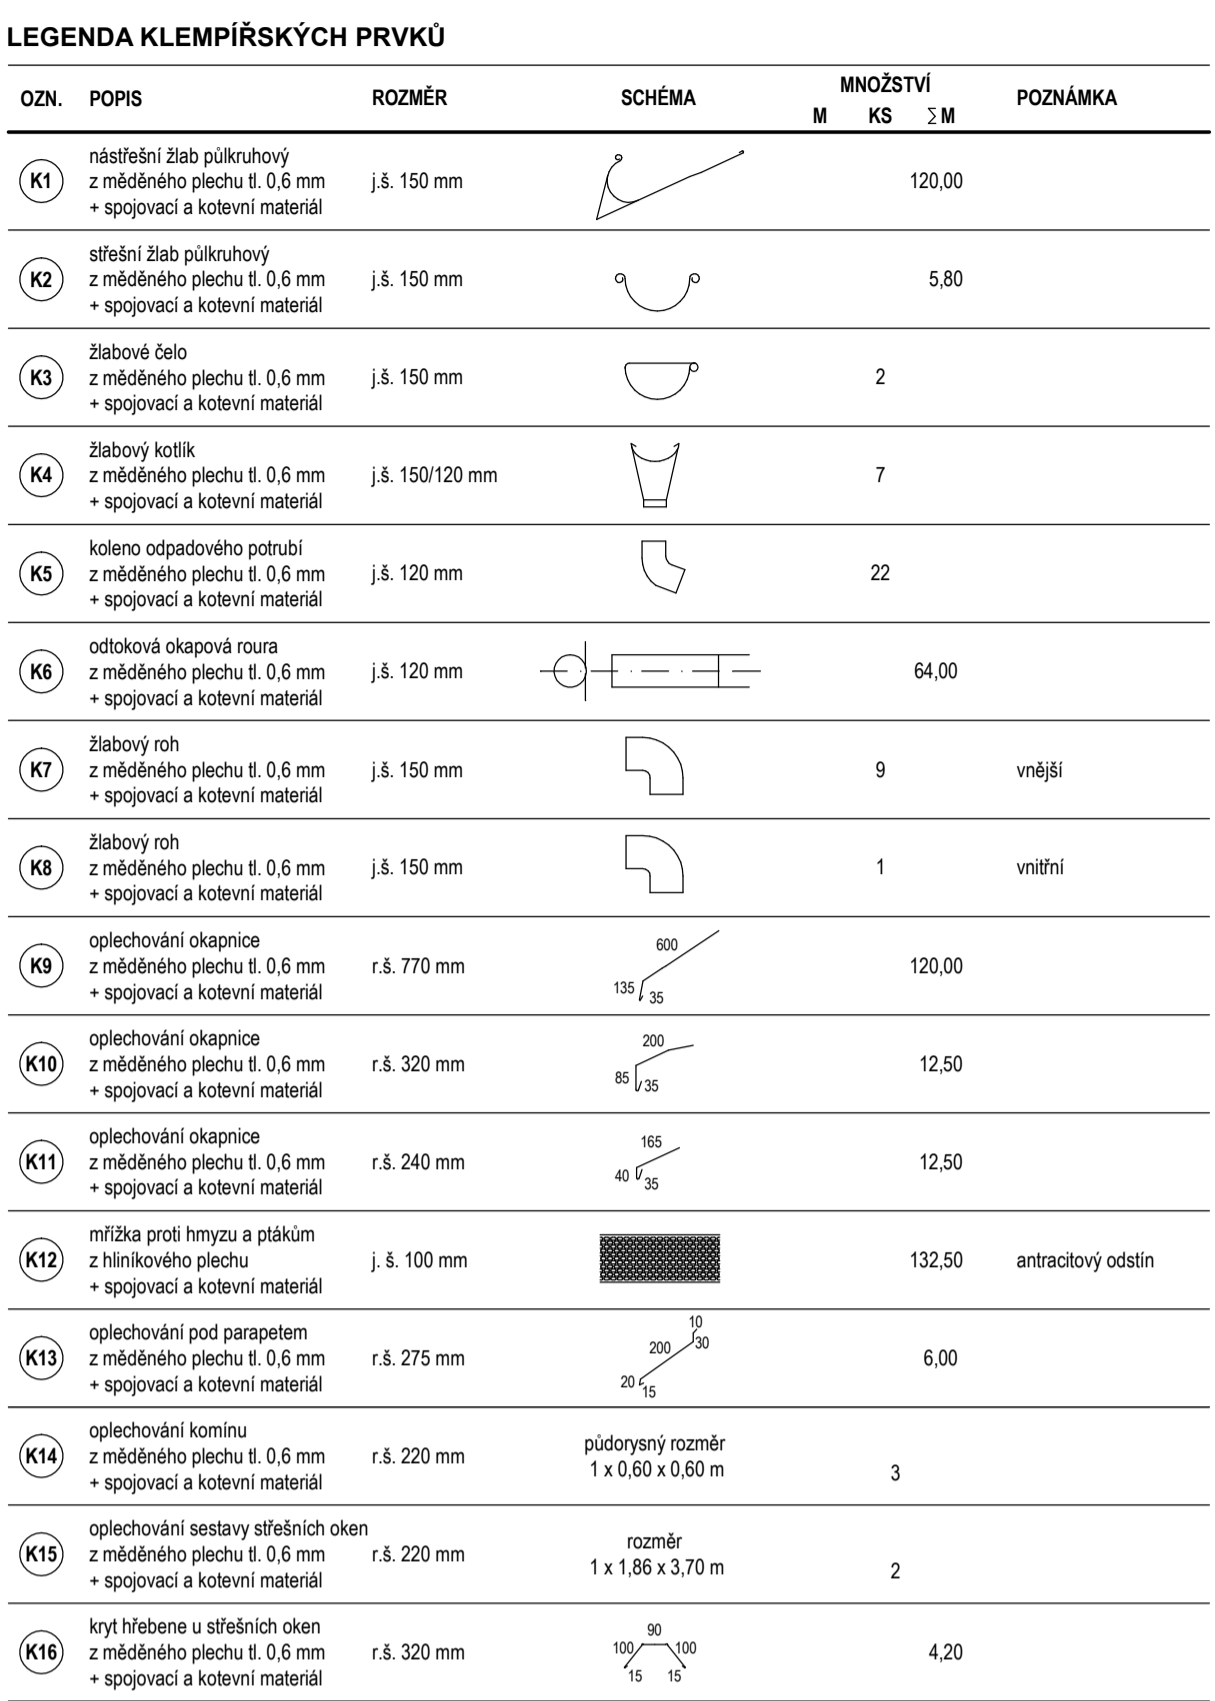 LEGENDA KLEMPÍŘSKÝCH PRVKŮ
OZN. POPIS ROZMĚR SCHÉMA MNOŽSTVÍ POZNÁMKA
M KS ∑ M
K1 nástřešní žlab půlkruhový
z měděného plechu tl. 0,6 mm j.š. 150 mm 120,00
+ spojovací a kotevní materiál
K2 střešní žlab půlkruhový
z měděného plechu tl. 0,6 mm j.š. 150 mm 5,80
+ spojovací a kotevní materiál
K3 žlabové čelo
z měděného plechu tl. 0,6 mm j.š. 150 mm 2
+ spojovací a kotevní materiál
K4 žlabový kotlík
z měděného plechu tl. 0,6 mm j.š. 150/120 mm 7
+ spojovací a kotevní materiál
K5 koleno odpadového potrubí
z měděného plechu tl. 0,6 mm j.š. 120 mm 22
+ spojovací a kotevní materiál
K6 odtoková okapová roura
z měděného plechu tl. 0,6 mm j.š. 120 mm 64,00
+ spojovací a kotevní materiál
K7 žlabový roh
z měděného plechu tl. 0,6 mm j.š. 150 mm 9 vnější
+ spojovací a kotevní materiál
K8 žlabový roh
z měděného plechu tl. 0,6 mm j.š. 150 mm 1 vnitřní
+ spojovací a kotevní materiál
K9 oplechování okapnice 600
z měděného plechu tl. 0,6 mm r.š. 770 mm 120,00
+ spojovací a kotevní materiál 135 35
K10 oplechování okapnice 200
z měděného plechu tl. 0,6 mm r.š. 320 mm 12,50
+ spojovací a kotevní materiál 85 35
K11 oplechování okapnice 165
z měděného plechu tl. 0,6 mm r.š. 240 mm 12,50
+ spojovací a kotevní materiál 40 35
K12 mřížka proti hmyzu a ptákům
z hliníkového plechu j. š. 100 mm 132,50 antracitový odstín
+ spojovací a kotevní materiál
K13 oplechování pod parapetem 10
z měděného plechu tl. 0,6 mm r.š. 275 mm 200 30 6,00
+ spojovací a kotevní materiál 20 15
K14 oplechování komínu půdorysný rozměr
z měděného plechu tl. 0,6 mm r.š. 220 mm 1 x 0,60 x 0,60 m 3
+ spojovací a kotevní materiál
K15 oplechování sestavy střešních oken rozměr
z měděného plechu tl. 0,6 mm r.š. 220 mm 1 x 1,86 x 3,70 m 2
+ spojovací a kotevní materiál
K16 kryt hřebene u střešních oken 90
z měděného plechu tl. 0,6 mm r.š. 320 mm 100 100 4,20
+ spojovací a kotevní materiál 15 15